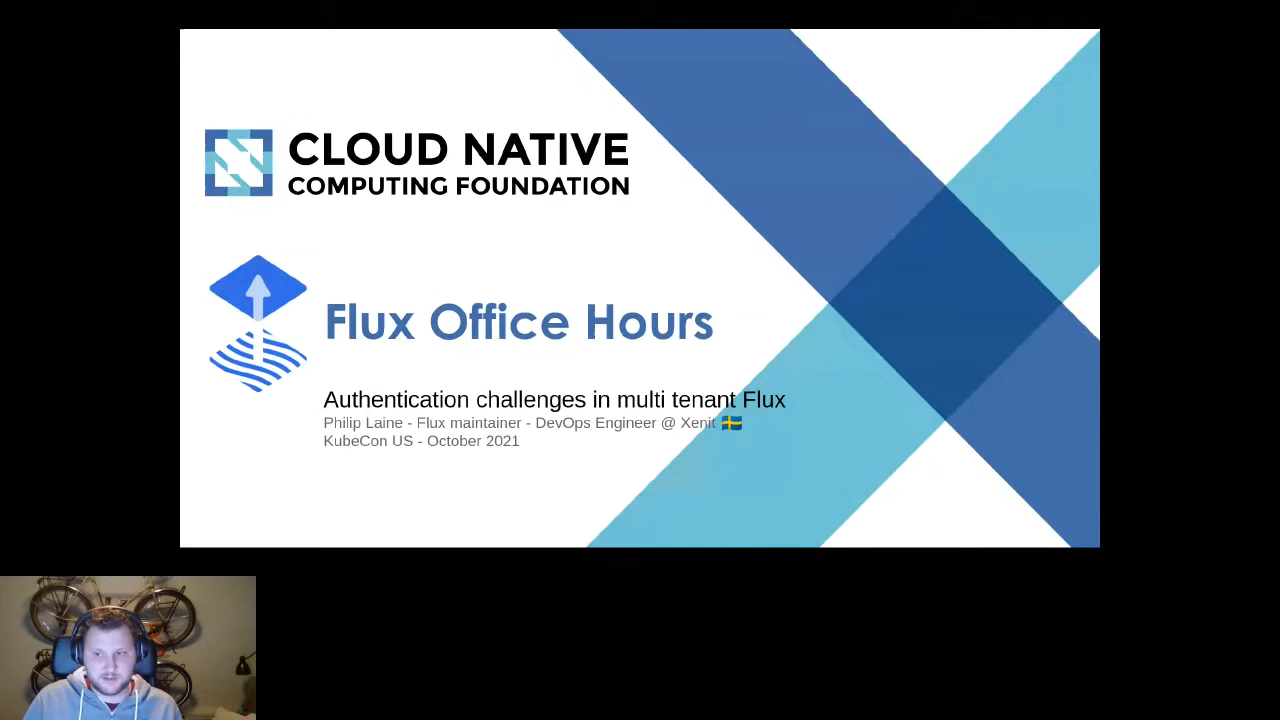 CLOUD NATIVE
COMPUTING FOUNDATION
Flux Office Hours
Authentication challenges in multi tenant Flux
Philip Laine - Flux maintainer - DevOps Engineer @ Xenit 🇸🇪
KubeCon US - October 2021